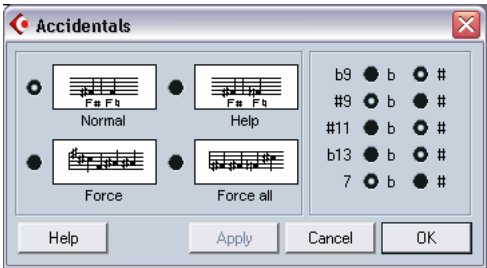 Accidentals
F# F♮
Normal
F# F♮
Help
Force
Force all
b9 b #
#9 b #
#11 b #
b13 b #
7 b #
Help Apply Cancel OK